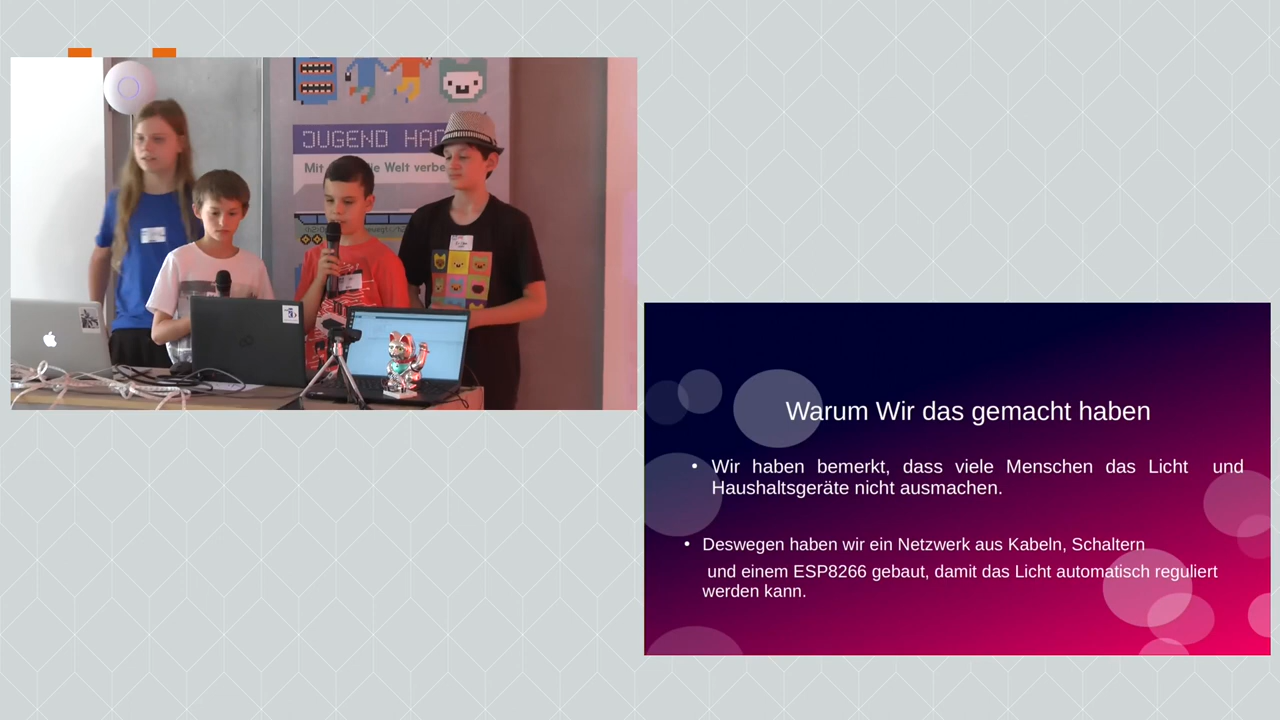 JUGEND HAC
Mit
ie Welt verbe
Warum Wir das gemacht haben
• Wir haben bemerkt, dass viele Menschen das Licht und
Haushaltsgeräte nicht ausmachen.
• Deswegen haben wir ein Netzwerk aus Kabeln, Schaltern
und einem ESP8266 gebaut, damit das Licht automatisch reguliert
werden kann.